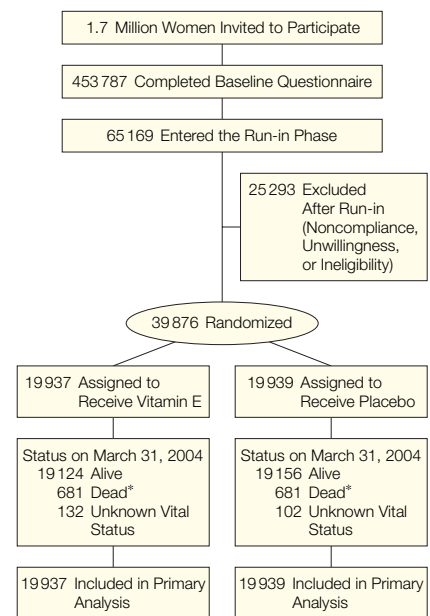 1.7 Million Women Invited to Participate
453 787 Completed Baseline Questionnaire
65 169 Entered the Run-in Phase
25 293 Excluded
After Run-in
(Noncompliance,
Unwillingness,
or Ineligibility)
39 876 Randomized
19 937 Assigned to
Receive Vitamin E
Status on March 31, 2004
19 124 Alive
681 Dead*
132 Unknown Vital
Status
19 937 Included in Primary
Analysis
19 939 Assigned to
Receive Placebo
Status on March 31, 2004
19 156 Alive
681 Dead*
102 Unknown Vital
Status
19 939 Included in Primary
Analysis